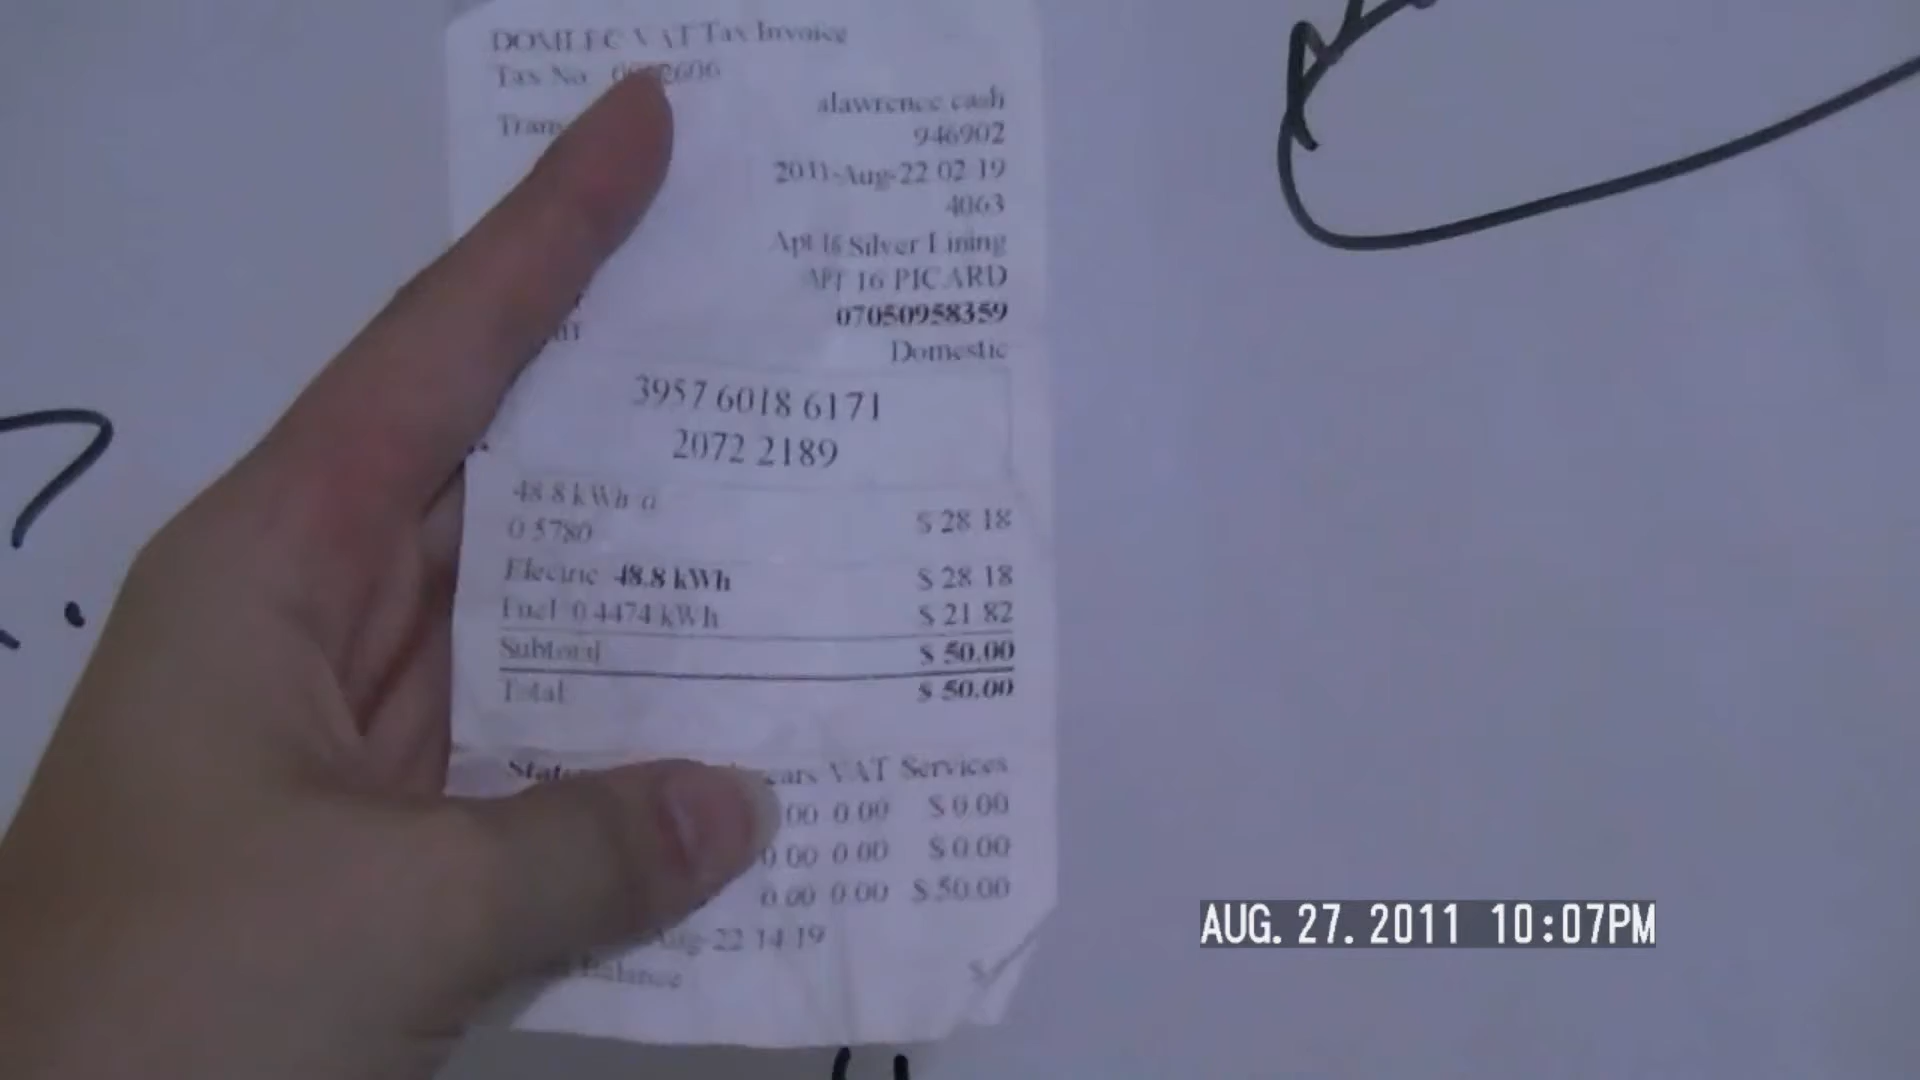 DOMLEC VAT Tax Invoice
Tax No. 2606
alawrence cash
946902
2011-Aug-22 02 19
4063
Apt 16 Silver Lining
APT 16 PICARD
07050958359
Domestic
3957 6018 6171
2072 2189
48.8 kWh @
0.5780 $ 28.18
Electric 48.8 kWh $ 28.18
Fuel 0.4474 kWh $ 21.82
Subtotal $ 50.00
Total $ 50.00
VAT Services
00 0.00 $ 0.00
0.00 0.00 $ 0.00
0.00 0.00 $ 50.00
Aug-22 14 19
Balance $
?
AUG. 27. 2011 10:07PM